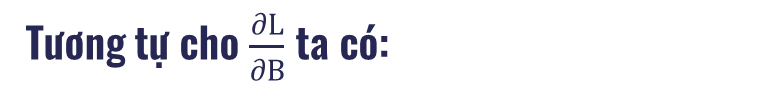 Tương tự cho ∂L/∂B ta có: